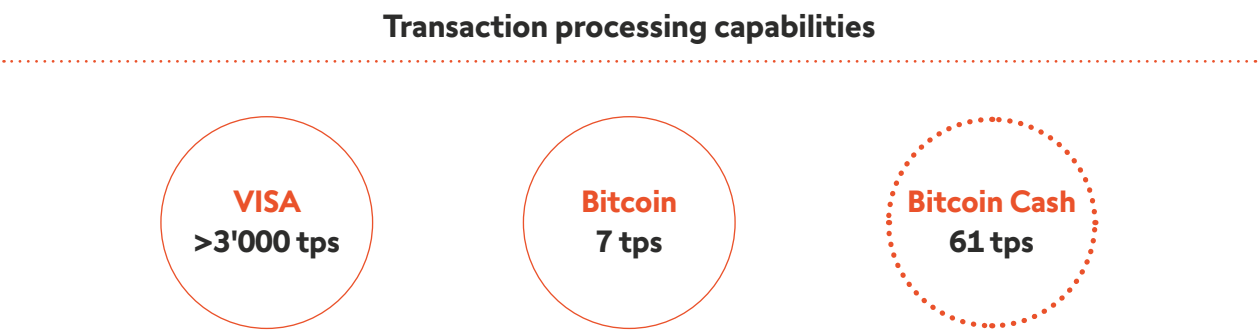 Transaction processing capabilities
VISA
>3'000 tps
Bitcoin
7 tps
Bitcoin Cash
61 tps